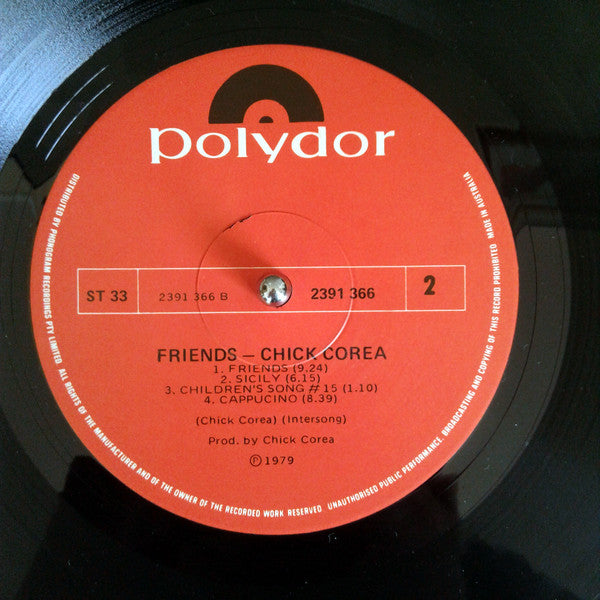 polydor
ST 33 2391 366 B 2391 366 2
FRIENDS – CHICK COREA
1. FRIENDS (9.24)
2. SICILY (6.15)
3. CHILDREN'S SONG # 15 (1.10)
4. CAPPUCINO (8.39)
(Chick Corea) (Intersong)
Prod. by Chick Corea
℗ 1979
DISTRIBUTED BY PHONOGRAM RECORDINGS PTY LIMITED ALL RIGHTS OF THE MANUFACTURER AND OF THE OWNER OF THE RECORDED WORK RESERVED UNAUTHORISED PUBLIC PERFORMANCE, BROADCASTING AND COPYING OF THIS RECORD PROHIBITED MADE IN AUSTRALIA